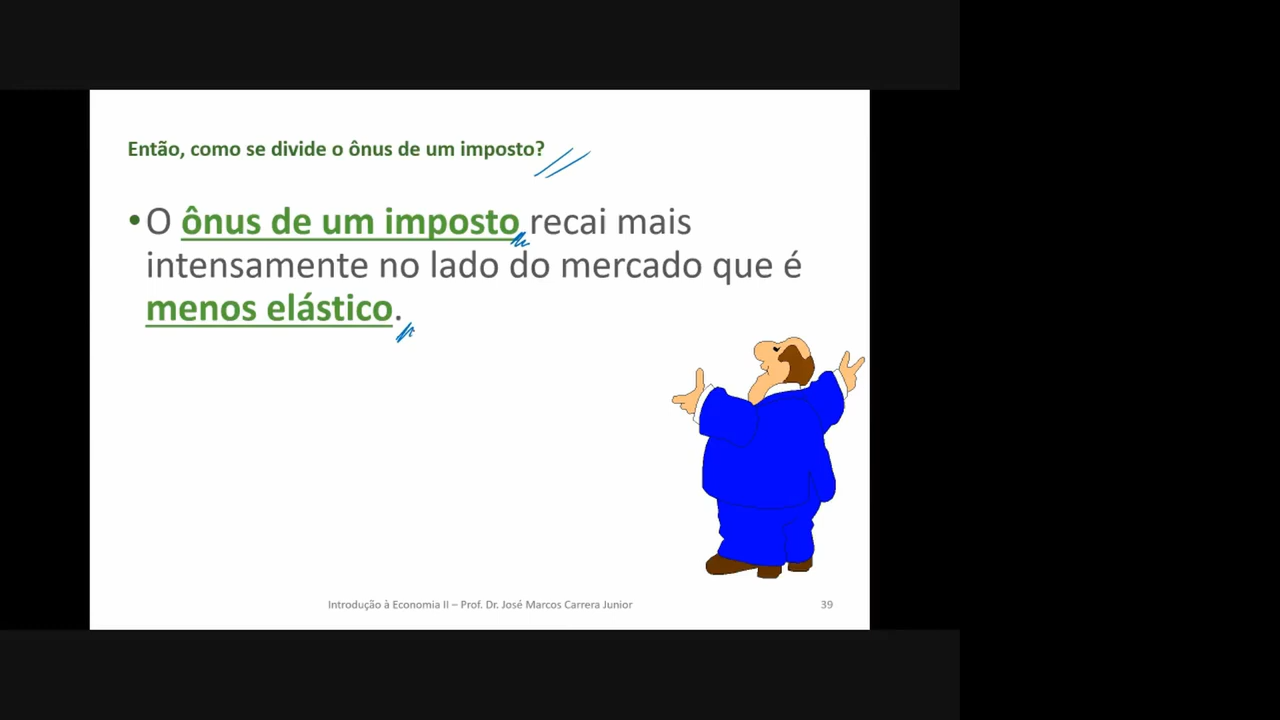 Então, como se divide o ônus de um imposto?
•O ônus de um imposto recai mais
intensamente no lado do mercado que é
menos elástico.
Introdução à Economia II – Prof. Dr. José Marcos Carrera Junior
39